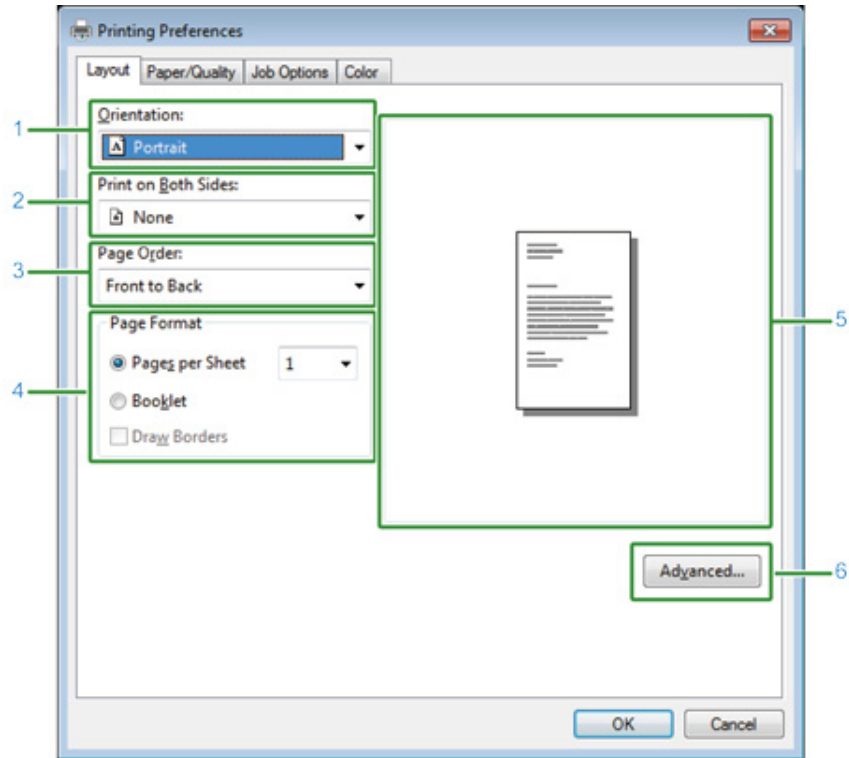 Printing Preferences
Layout Paper/Quality Job Options Color
1
Orientation:
Portrait
2
Print on Both Sides:
None
3
Page Order:
Front to Back
4
Page Format
Pages per Sheet 1
Booklet
Draw Borders
5
Advanced...
6
OK Cancel